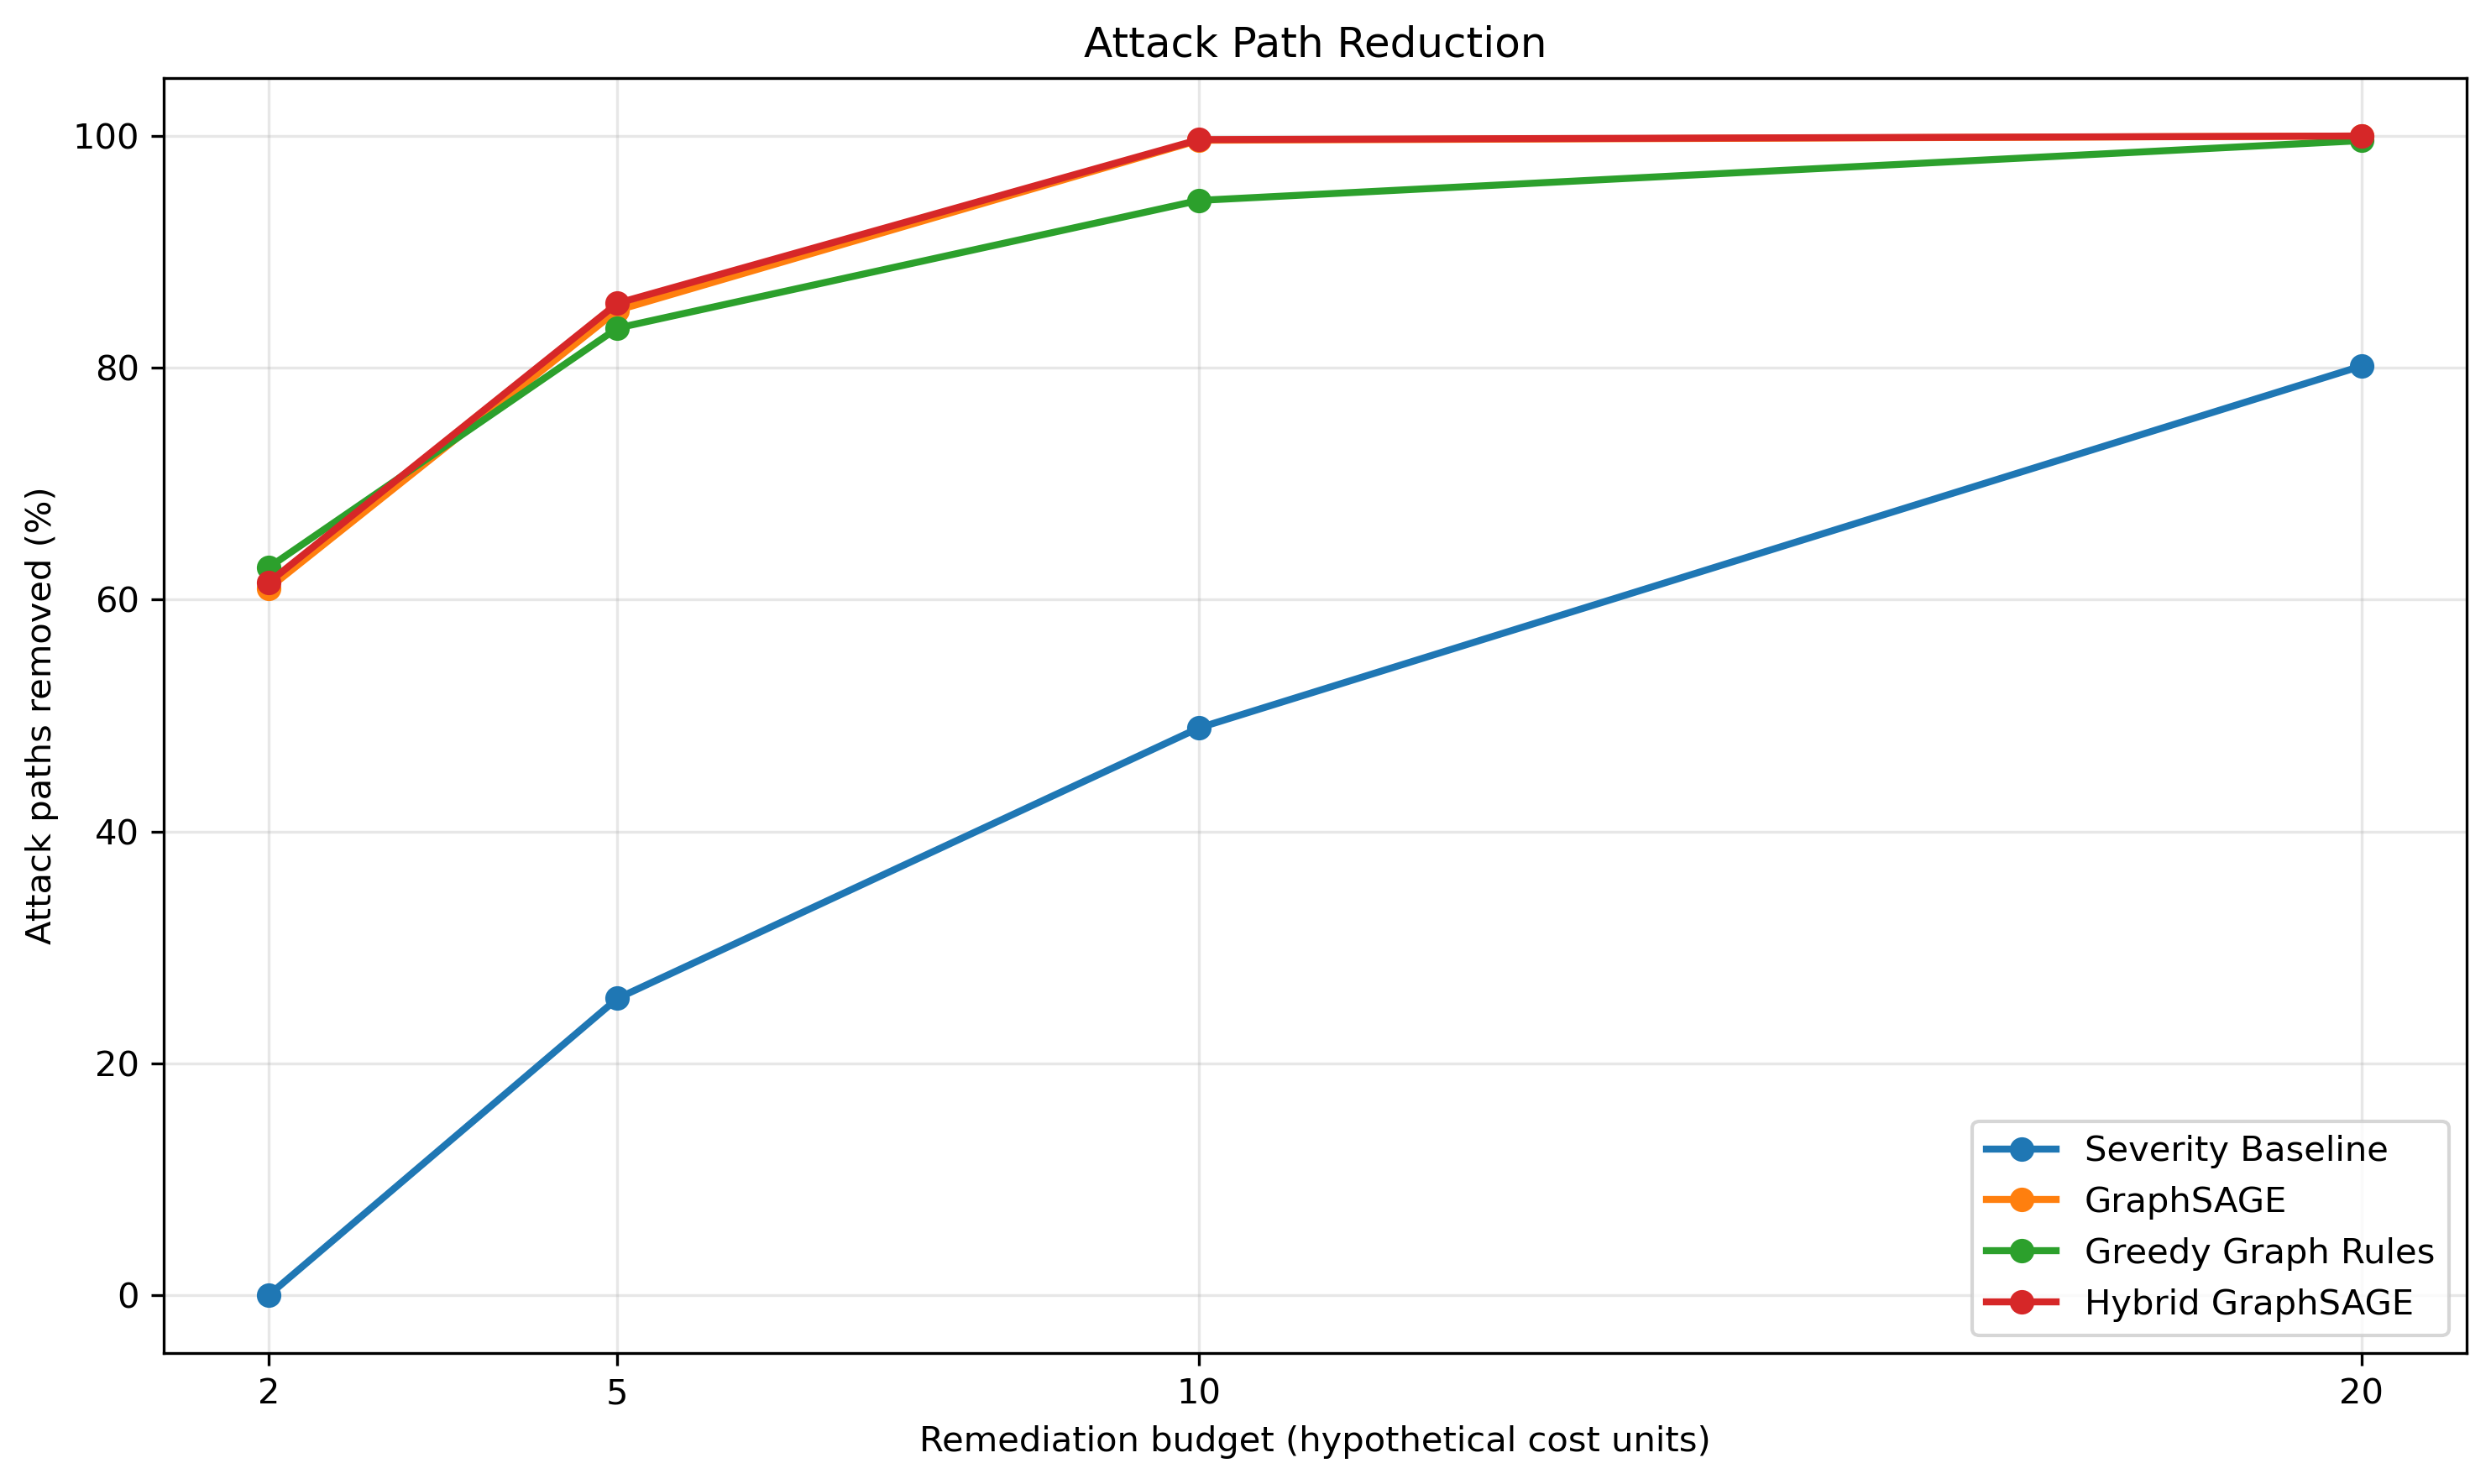 Attack Path Reduction
100
80
60
40
20
0
Attack paths removed (%)
2
5
10
20
Remediation budget (hypothetical cost units)
Severity Baseline
GraphSAGE
Greedy Graph Rules
Hybrid GraphSAGE